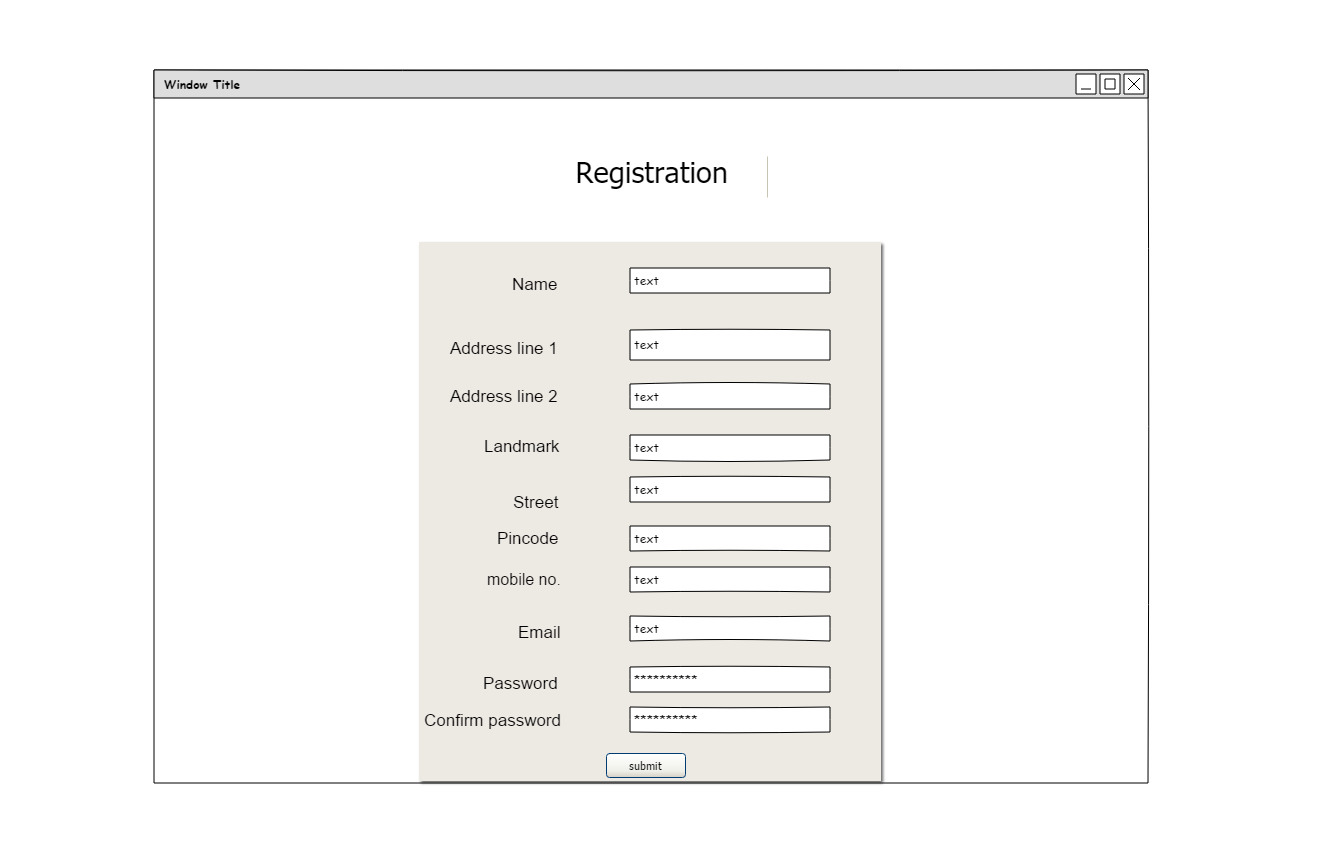 Window Title
Registration
Name text
Address line 1 text
Address line 2 text
Landmark text
Street text
Pincode text
mobile no. text
Email text
Password **********
Confirm password **********
submit